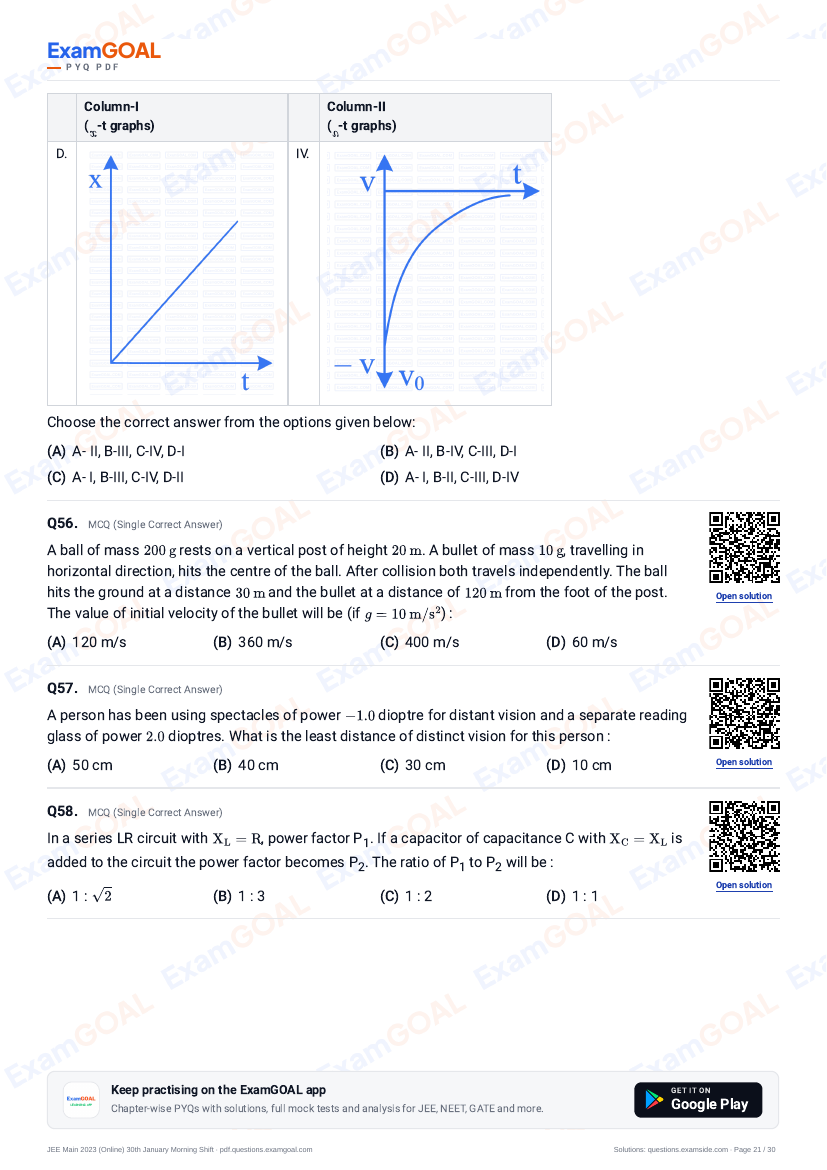 ExamGOAL
PYQ PDF
Column-I
(x-t graphs)
Column-II
(-t graphs)
D.
x
t
IV.
v
t
– v
v₀
Choose the correct answer from the options given below:
(A) A- II, B-III, C-IV, D-I
(B) A- II, B-IV, C-III, D-I
(C) A- I, B-III, C-IV, D-II
(D) A- I, B-II, C-III, D-IV
Q56. MCQ (Single Correct Answer)
A ball of mass 200 g rests on a vertical post of height 20 m. A bullet of mass 10 g, travelling in
horizontal direction, hits the centre of the ball. After collision both travels independently. The ball
hits the ground at a distance 30 m and the bullet at a distance of 120 m from the foot of the post.
The value of initial velocity of the bullet will be (if g = 10 m/s²) :
(A) 120 m/s
(B) 360 m/s
(C) 400 m/s
(D) 60 m/s
Open solution
Q57. MCQ (Single Correct Answer)
A person has been using spectacles of power −1.0 dioptre for distant vision and a separate reading
glass of power 2.0 dioptres. What is the least distance of distinct vision for this person :
(A) 50 cm
(B) 40 cm
(C) 30 cm
(D) 10 cm
Open solution
Q58. MCQ (Single Correct Answer)
In a series LR circuit with X_L = R, power factor P₁. If a capacitor of capacitance C with X_C = X_L is
added to the circuit the power factor becomes P₂. The ratio of P₁ to P₂ will be :
(A) 1 : √2
(B) 1 : 3
(C) 1 : 2
(D) 1 : 1
Open solution
Keep practising on the ExamGOAL app
Chapter-wise PYQs with solutions, full mock tests and analysis for JEE, NEET, GATE and more.
GET IT ON
Google Play
JEE Main 2023 (Online) 30th January Morning Shift · pdf.questions.examgoal.com
Solutions: questions.examside.com · Page 21 / 30